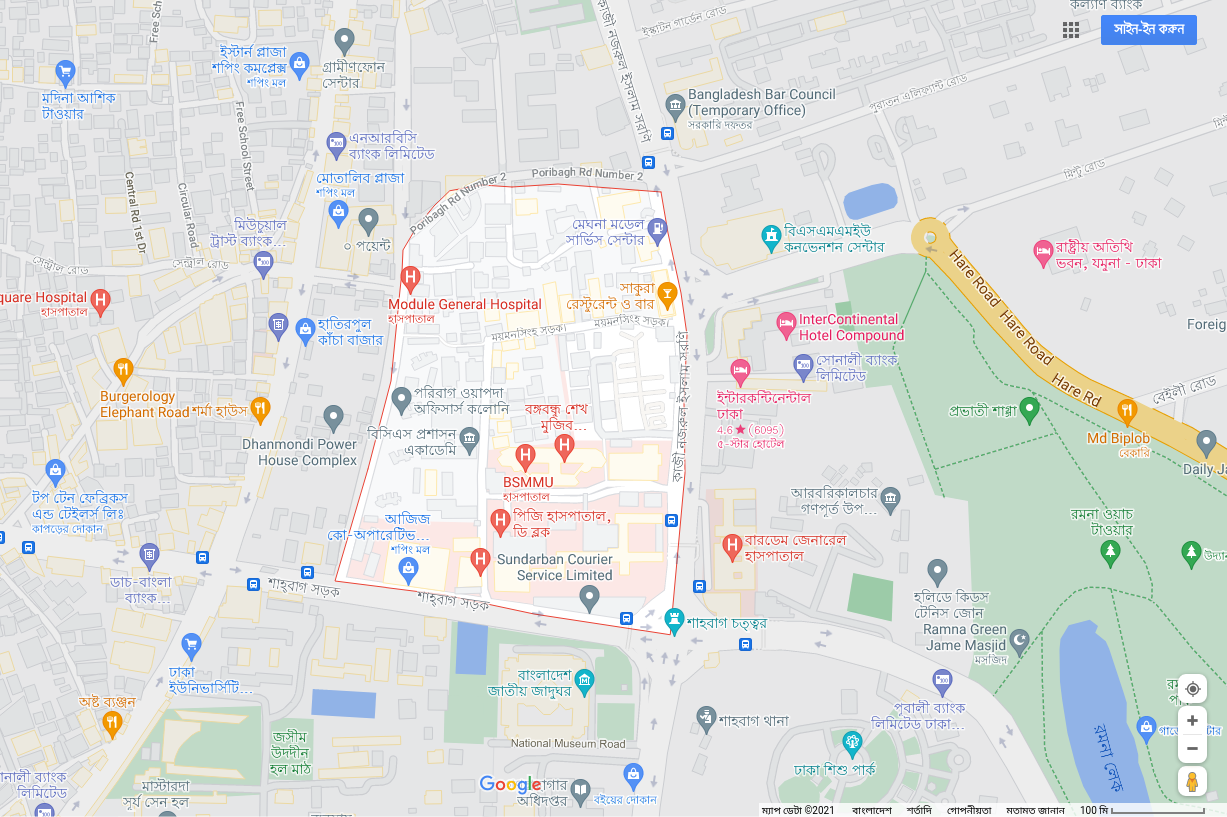 কল্যাণ ব্যাংক
সাইন-ইন করুন
Free Sch
কাজী নজরুল ইসলাম সরণি
ইস্কাটন গার্ডেন রোড
ইস্টার্ন প্লাজা
শপিং কমপ্লেক্স
শপিং মল
গ্রামীণফোন
সেন্টার
মদিনা আশিক
টাওয়ার
Bangladesh Bar Council
(Temporary Office)
সরকারি দফতর
পুরাতন এলিফ্যান্ট রোড
Free School Street
এনআরবিসি
ব্যাংক লিমিটেড
মোতালিব প্লাজা
শপিং মল
Poribagh Rd Number 2
Poribagh Rd Number 2
মিন্টু রোড
Central Rd 1st Dr
Circular Road
মিউচুয়াল
ট্রাস্ট ব্যাংক...
০ পয়েন্ট
মেঘনা মডেল
সার্ভিস সেন্টার
বিএসএমএমইউ
কনভেনশন সেন্টার
রাষ্ট্রীয় অতিথি
ভবন, যমুনা - ঢাকা
সেন্ট্রাল রোড
সেন্ট্রাল রোড
Hare Road
Hare Road
Hare Rd
quare Hospital
হাসপাতাল
Module General Hospital
হাসপাতাল
সাকুরা
রেস্টুরেন্ট ও বার
ময়মনসিংহ সড়ক
ময়মনসিংহ সড়ক
InterContinental
Hotel Compound
Foreig
হাতিরপুল
কাঁচা বাজার
সোনালী ব্যাংক
লিমিটেড
Burgerology
Elephant Road
শর্মা হাউস
পরিবাগ ওয়াপদা
অফিসার্স কলোনি
ইন্টারকন্টিনেন্টাল
ঢাকা
4.6★ (6095)
৫-স্টার হোটেল
বেইলী রোড
প্রভাতী শাপ্লা
Md Biplob
বেকারি
Daily Ja
Dhanmondi Power
House Complex
বিসিএস প্রশাসন
একাডেমি
বঙ্গবন্ধু শেখ
মুজিব...
কাজী নজরুল ইসলাম সরণি
BSMMU
হাসপাতাল
টপ টেন ফেব্রিকস
এন্ড টেইলর্স লিঃ
কাপড়ের দোকান
আরবরিকালচার
গণপূর্ত উপ...
পিজি হাসপাতাল,
ডি ব্লক
আজিজ
কো-অপারেটিভ...
শপিং মল
রমনা ওয়াচ
টাওয়ার
বারডেম জেনারেল
হাসপাতাল
উদ্যা
Sundarban Courier
Service Limited
ডাচ-বাংলা
ব্যাংক...
শাহবাগ সড়ক
শাহবাগ সড়ক
হলিডে কিডস
টেনিস জোন
শাহবাগ চত্ত্বর
Ramna Green
Jame Masjid
মসজিদ
ঢাকা
ইউনিভার্সিটি...
বাংলাদেশ
জাতীয় জাদুঘর
অষ্ট ব্যঞ্জন
পূবালী ব্যাংক
লিমিটেড ঢাকা...
শাহবাগ থানা
রমনা লেক
National Museum Road
জসীম
উদদীন
হল মাঠ
ঢাকা শিশু পার্ক
নালী ব্যাংক
লিমিটেড
মাস্টারদা
সূর্য সেন হল
Google
অধিদপ্তর
বইয়ের দোকান
ম্যাপ ডেটা ©2021 বাংলাদেশ শর্তাদি গোপনীয়তা মতামত জানান 100 মি